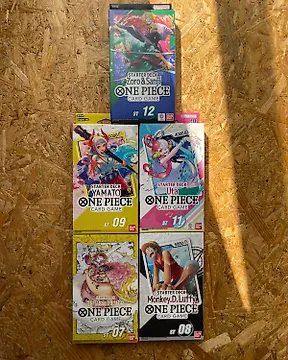 STARTER DECK
Zoro & Sanji
ONE PIECE
CARD GAME
ST 12
STARTER DECK
YAMATO
ONE PIECE
CARD GAME
ST 09
STARTER DECK
Uta
ONE PIECE
CARD GAME
ST 11
ONE PIECE
CARD GAME
ST 07
STARTER DECK
Monkey.D.Luffy
ONE PIECE
CARD GAME
ST 08